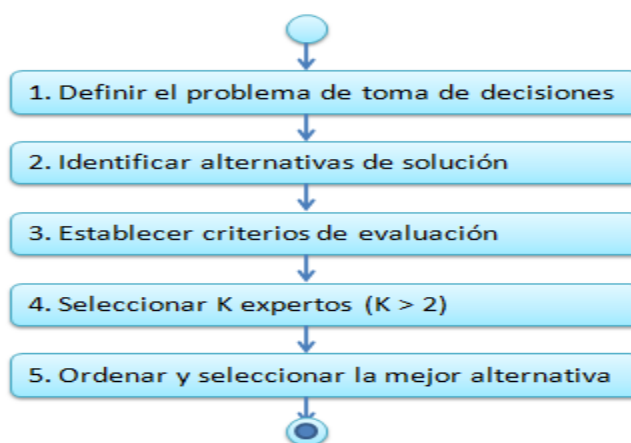 1. Definir el problema de toma de decisiones
2. Identificar alternativas de solución
3. Establecer criterios de evaluación
4. Seleccionar K expertos (K > 2)
5. Ordenar y seleccionar la mejor alternativa